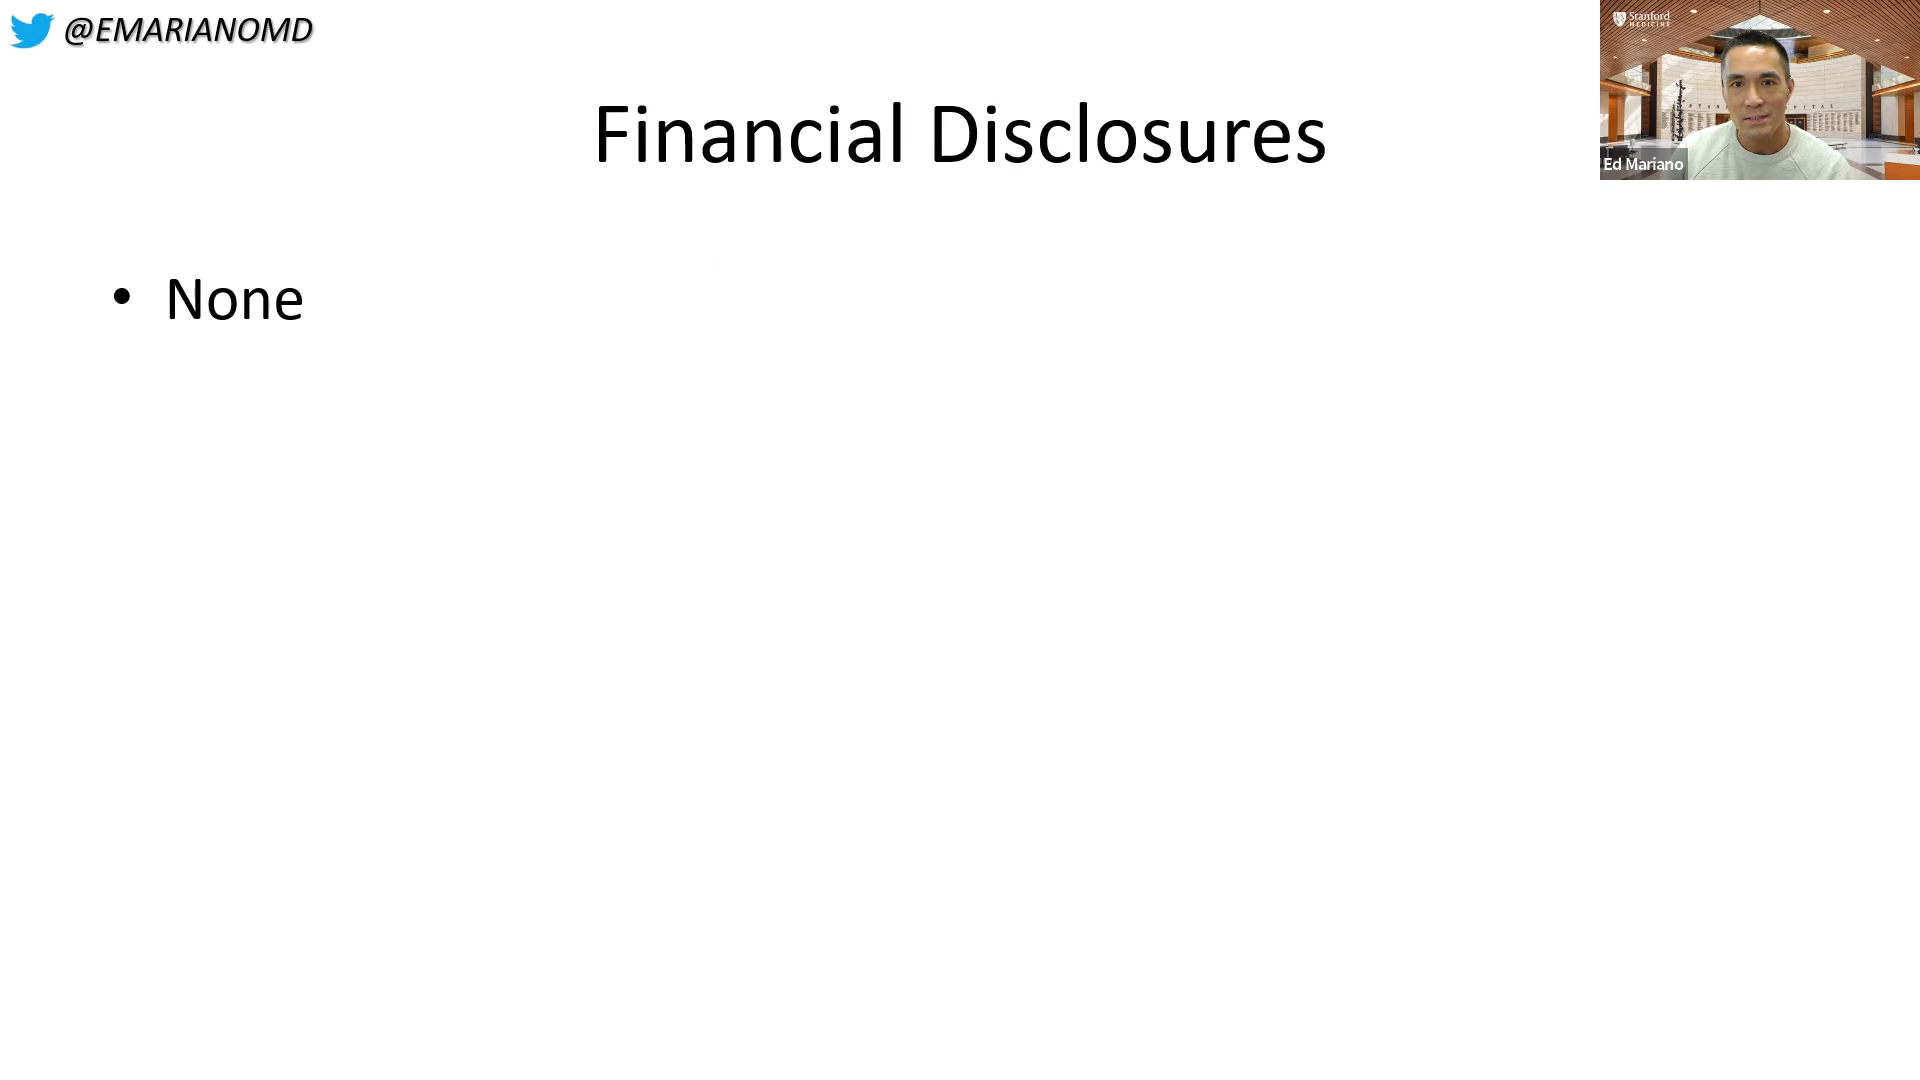 @EMARIANOMD
Stanford
MEDICINE
Financial Disclosures
Ed Mariano
• None